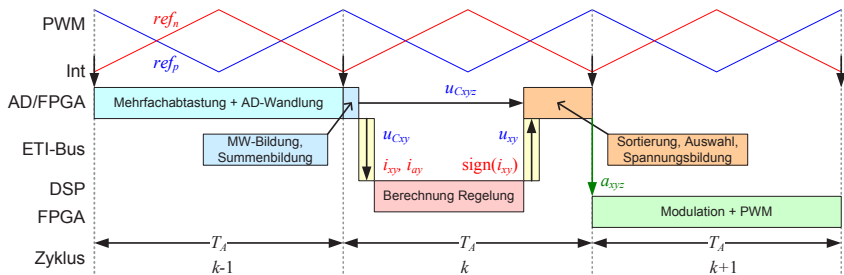 PWM
ref_n
ref_p
Int
AD/FPGA
Mehrfachabtastung + AD-Wandlung
u_Cxyz
ETI-Bus
MW-Bildung,
Summenbildung
u_Cxy
u_xy
Sortierung, Auswahl,
Spannungsbildung
i_xy, i_ay
sign(i_xy)
DSP
Berechnung Regelung
a_xyz
FPGA
Modulation + PWM
Zyklus
T_A
T_A
T_A
k-1
k
k+1